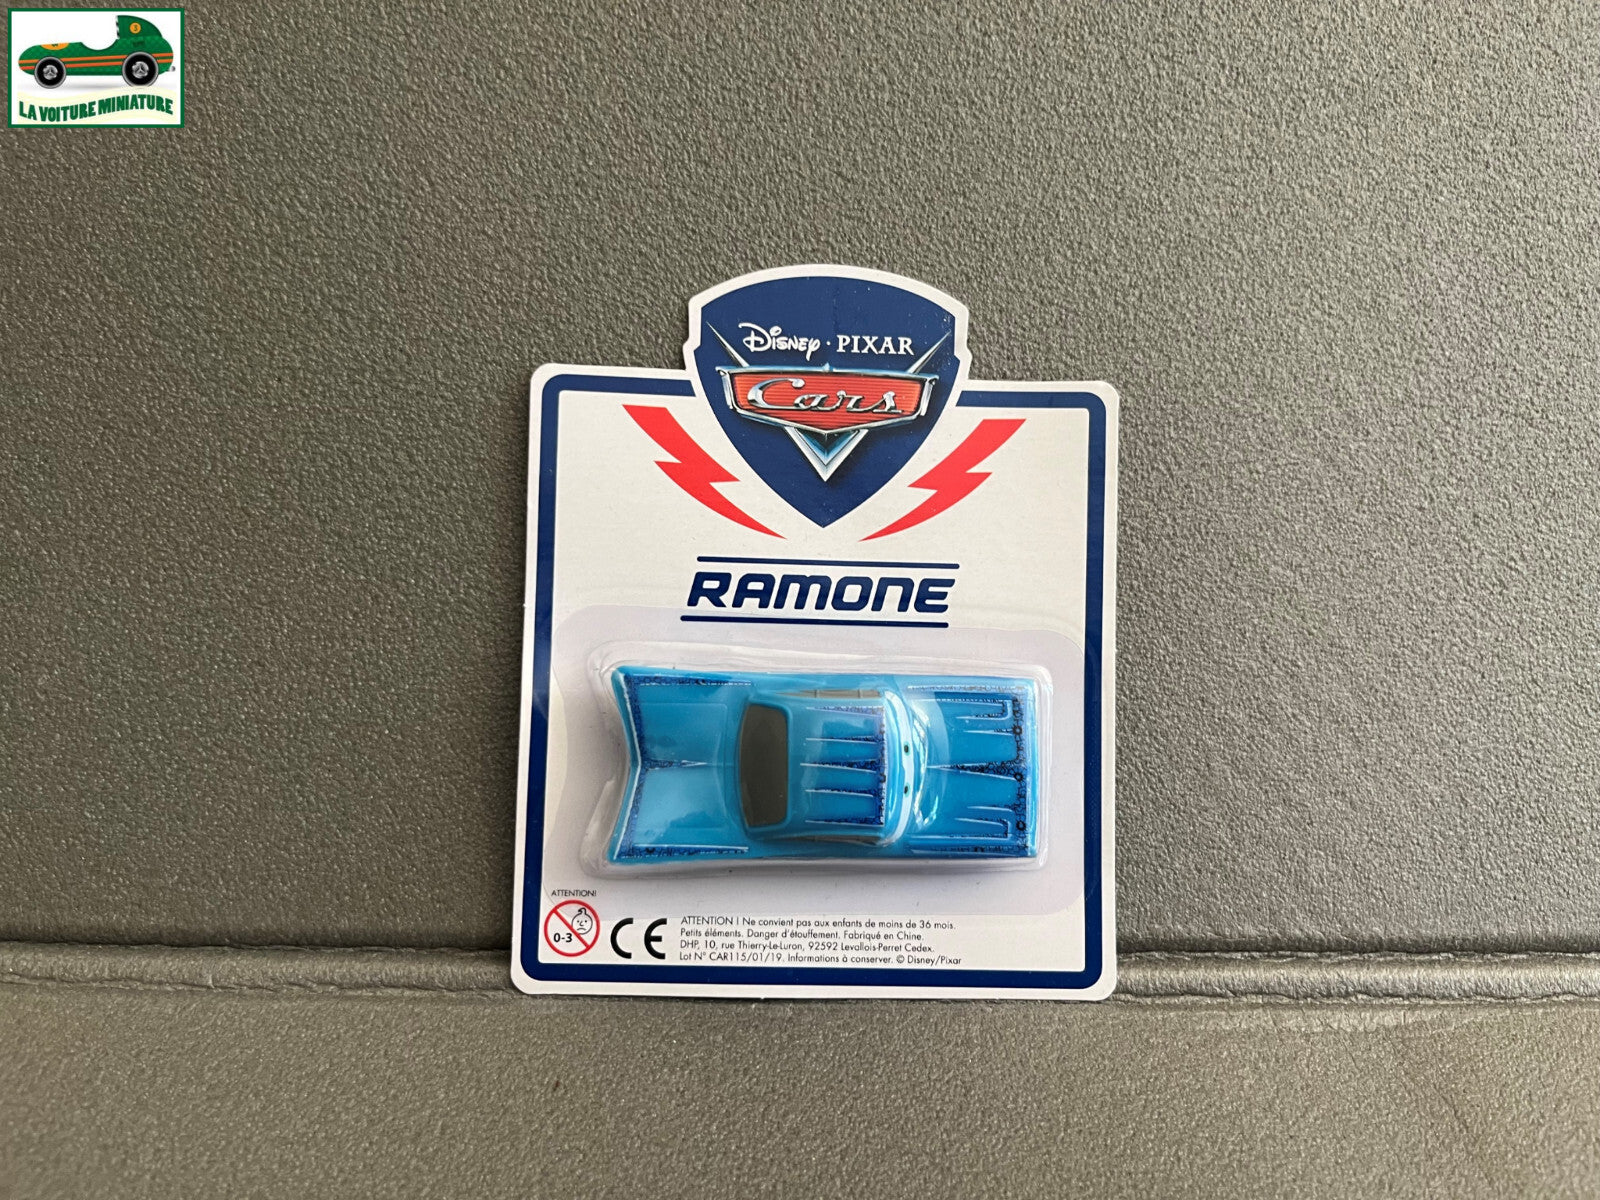 LA VOITURE MINIATURE
3
Disney · PIXAR
Cars
RAMONE
ATTENTION!
0-3
CE
ATTENTION ! Ne convient pas aux enfants de moins de 36 mois.
Petits éléments. Danger d'étouffement. Fabriqué en Chine.
DHP, 10, rue Thierry-Le-Luron, 92592 Levallois-Perret Cedex.
Lot N° CAR115/01/19. Informations à conserver. © Disney/Pixar